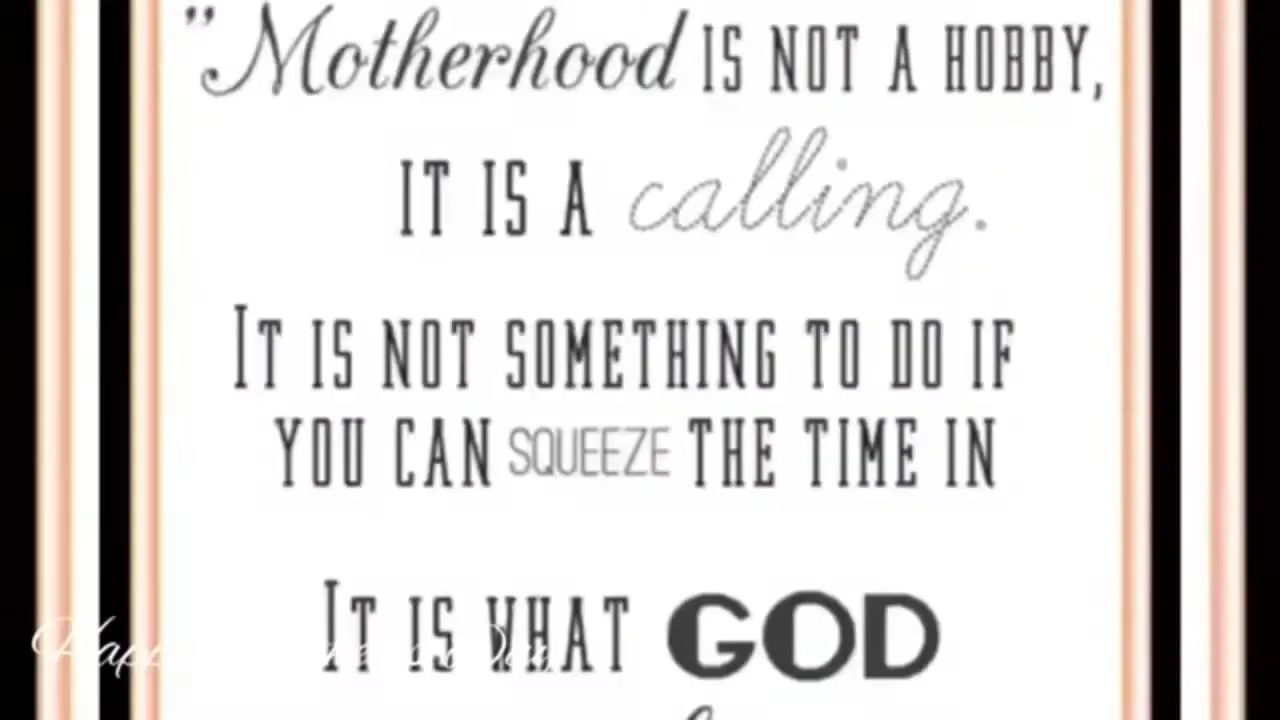 ”Motherhood IS NOT A HOBBY,
IT IS A calling.
IT IS NOT SOMETHING TO DO IF
YOU CAN SQUEEZE THE TIME IN
IT IS WHAT GOD